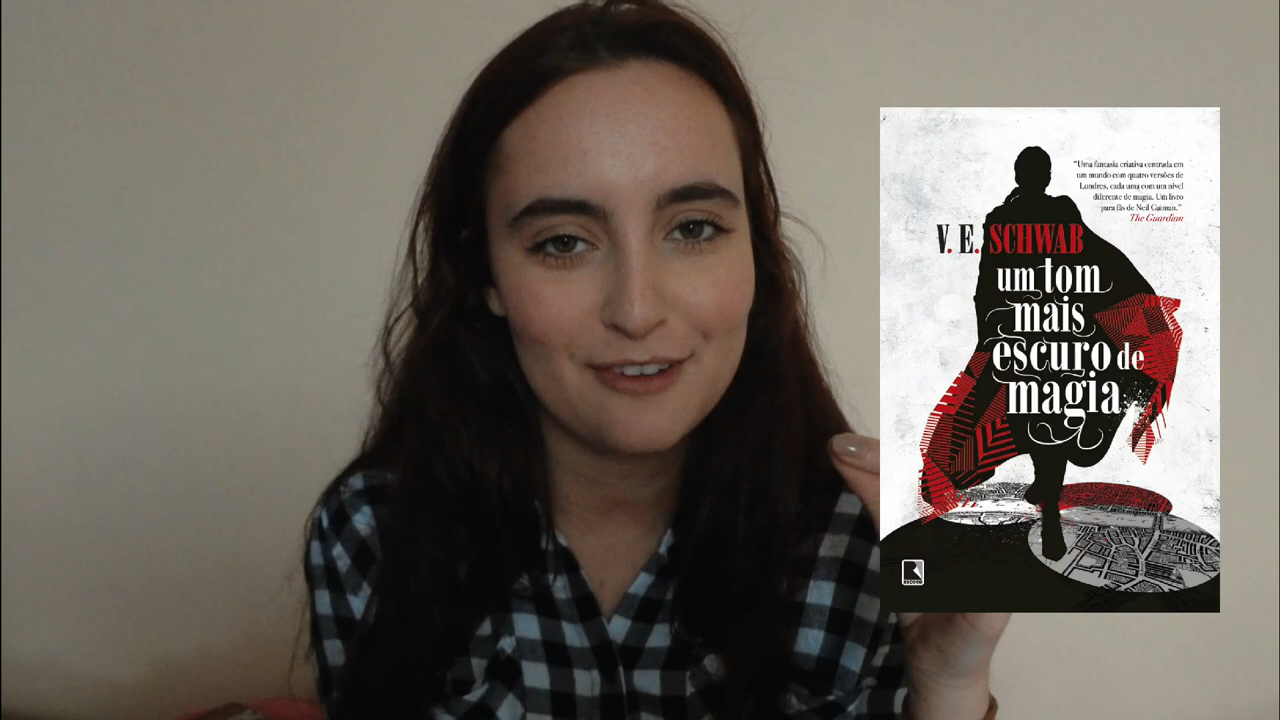 "Uma fantasia criativa centrada em
um mundo com quatro versões de
Londres, cada uma com um nível
diferente de magia. Um livro
para fãs de Neil Gaiman."
The Guardian
V. E. SCHWAB
um tom
mais
escuro de
magia
RECORD